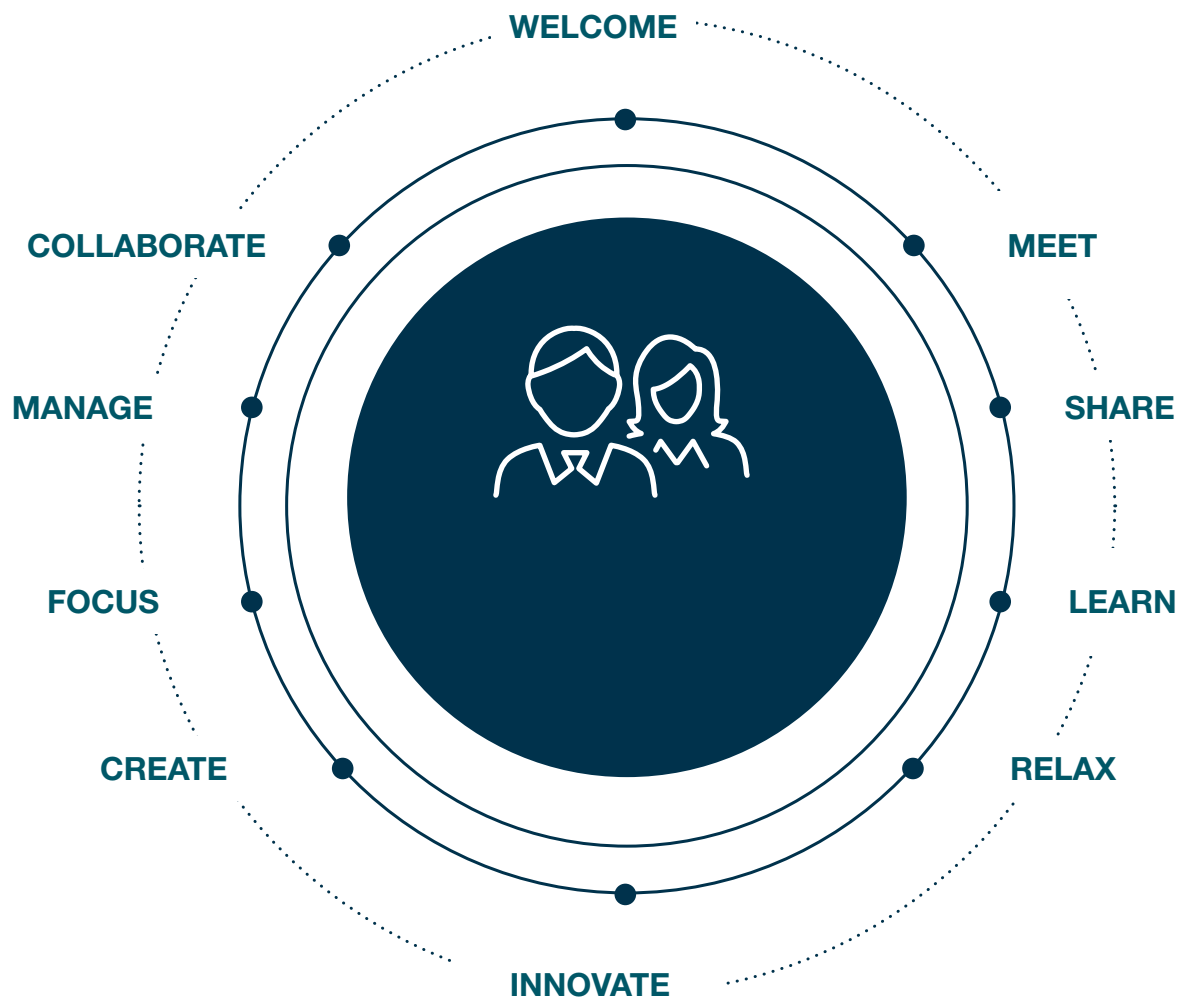 WELCOME
COLLABORATE
MEET
MANAGE
SHARE
FOCUS
LEARN
CREATE
RELAX
INNOVATE